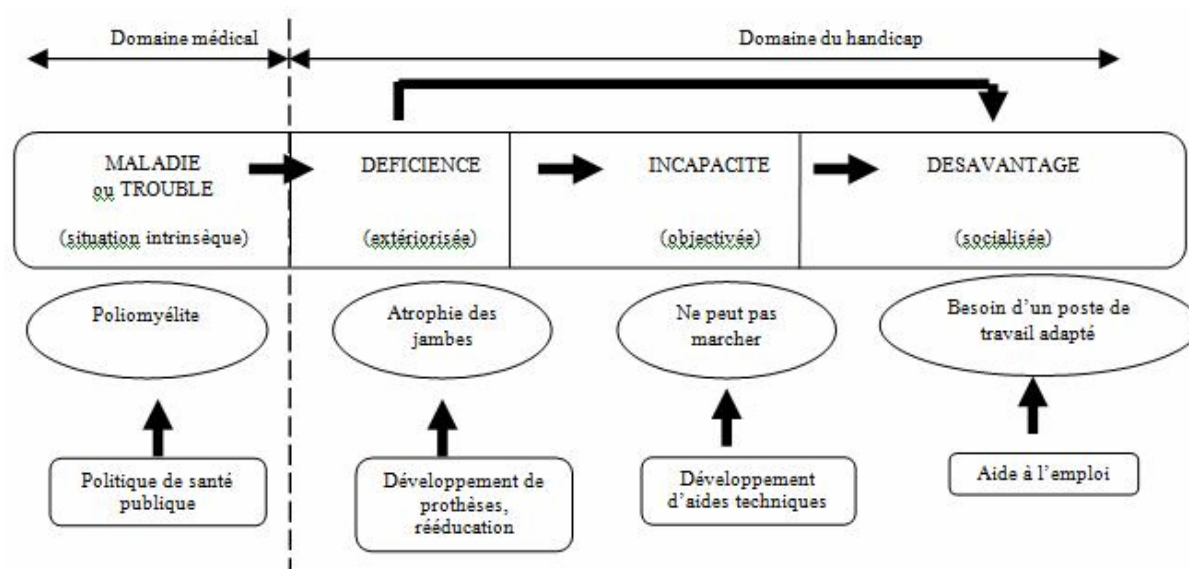 Domaine médical
Domaine du handicap
MALADIE
ou TROUBLE
(situation intrinsèque)
DEFICIENCE
(extériorisée)
INCAPACITE
(objectivée)
DESAVANTAGE
(socialisée)
Poliomyélite
Atrophie des
jambes
Ne peut pas
marcher
Besoin d'un poste de
travail adapté
Politique de santé
publique
Développement de
prothèses,
rééducation
Développement
d'aides techniques
Aide à l'emploi